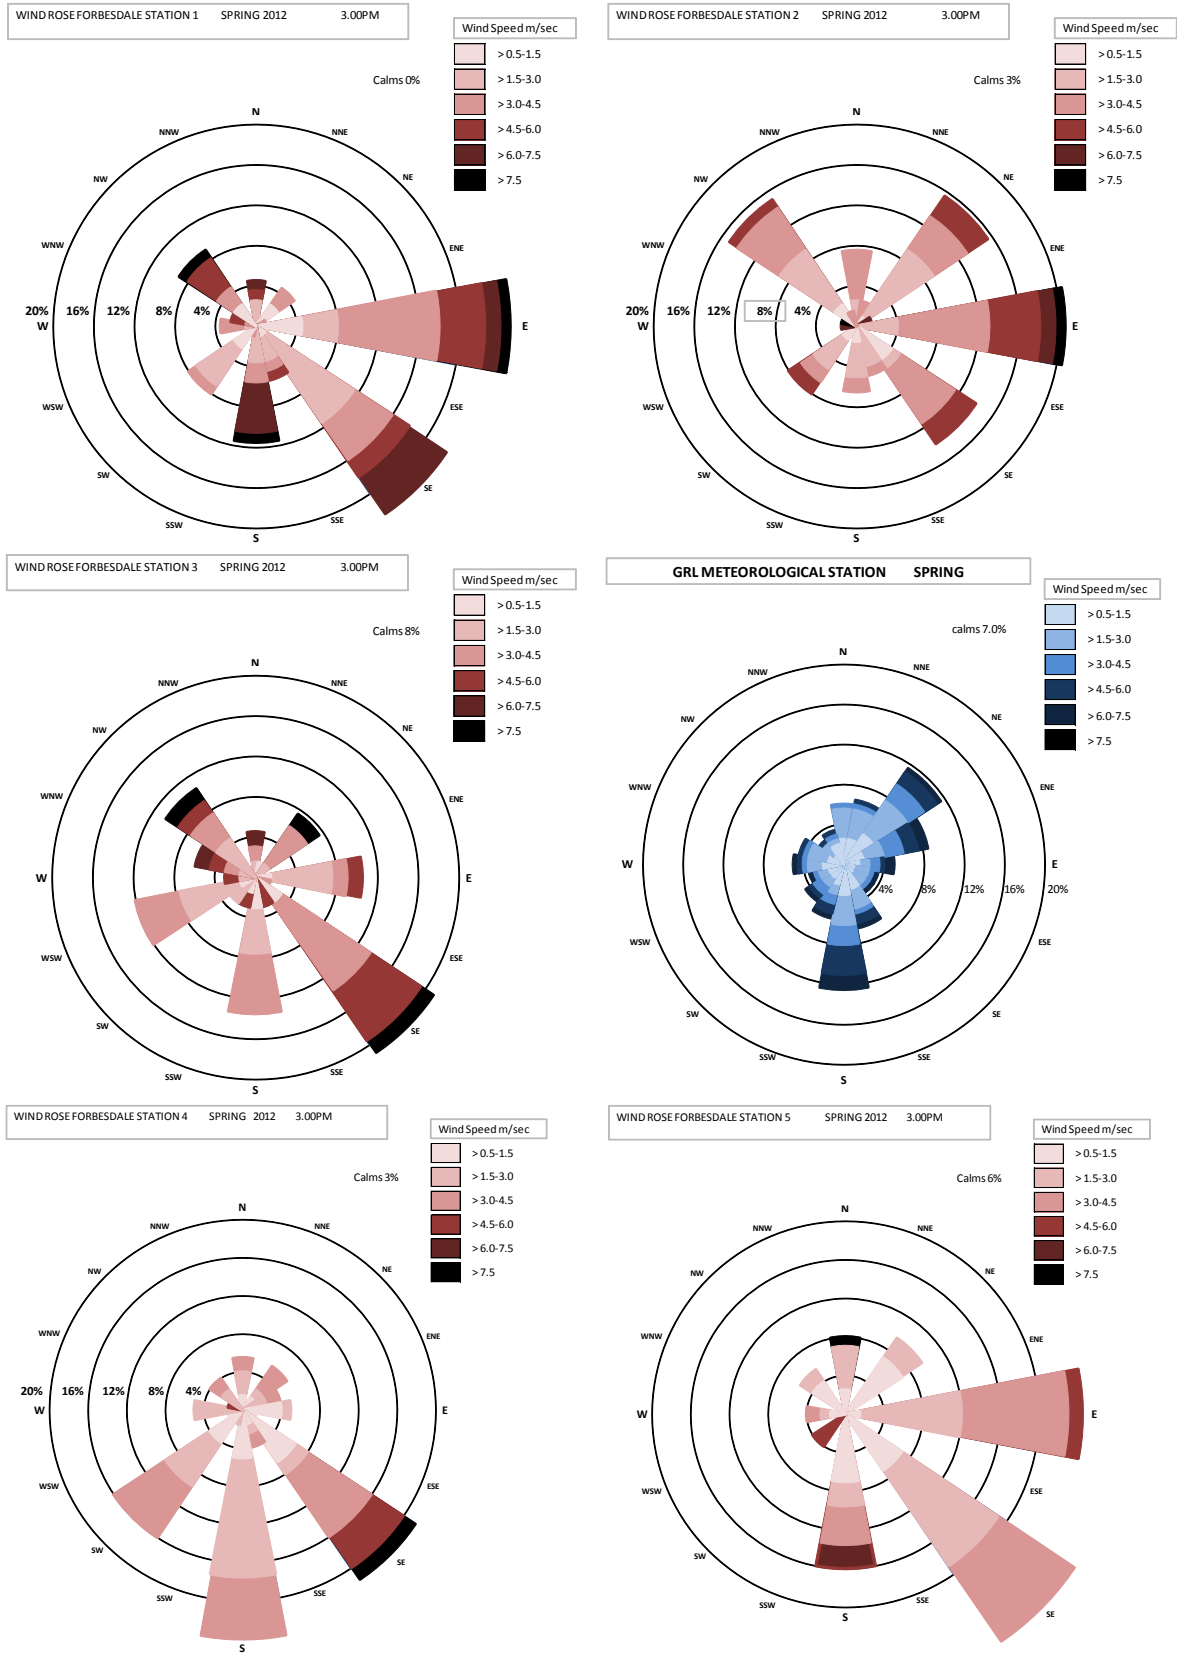 WIND ROSE FORBESDALE STATION 1 SPRING 2012 3.00PM
Wind Speed m/sec
>0.5-1.5
>1.5-3.0
>3.0-4.5
>4.5-6.0
>6.0-7.5
>7.5
Calms 0%
N
NNW NNE
NW NE
WNW ENE
20% 16% 12% 8% 4%
W E
WSW ESE
SW SE
SSW SSE
S
WIND ROSE FORBESDALE STATION 2 SPRING 2012 3.00PM
Wind Speed m/sec
>0.5-1.5
>1.5-3.0
>3.0-4.5
>4.5-6.0
>6.0-7.5
>7.5
Calms 3%
N
NNW NNE
NW NE
WNW ENE
20% 16% 12% 8% 4%
W E
WSW ESE
SW SE
SSW SSE
S
WIND ROSE FORBESDALE STATION 3 SPRING 2012 3.00PM
Wind Speed m/sec
>0.5-1.5
>1.5-3.0
>3.0-4.5
>4.5-6.0
>6.0-7.5
>7.5
Calms 8%
N
NNW NNE
NW NE
WNW ENE
W E
WSW ESE
SW SE
SSW SSE
S
GRL METEOROLOGICAL STATION SPRING
Wind Speed m/sec
>0.5-1.5
>1.5-3.0
>3.0-4.5
>4.5-6.0
>6.0-7.5
>7.5
calms 7.0%
N
NNW NNE
NW NE
WNW ENE
W E
4% 8% 12% 16% 20%
WSW ESE
SW SE
SSW SSE
S
WIND ROSE FORBESDALE STATION 4 SPRING 2012 3.00PM
Wind Speed m/sec
>0.5-1.5
>1.5-3.0
>3.0-4.5
>4.5-6.0
>6.0-7.5
>7.5
Calms 3%
N
NNW NNE
NW NE
WNW ENE
20% 16% 12% 8% 4%
W E
WSW ESE
SW SE
SSW SSE
S
WIND ROSE FORBESDALE STATION 5 SPRING 2012 3.00PM
Wind Speed m/sec
>0.5-1.5
>1.5-3.0
>3.0-4.5
>4.5-6.0
>6.0-7.5
>7.5
Calms 6%
N
NNW NNE
NW NE
WNW ENE
W E
WSW ESE
SW SE
SSW SSE
S